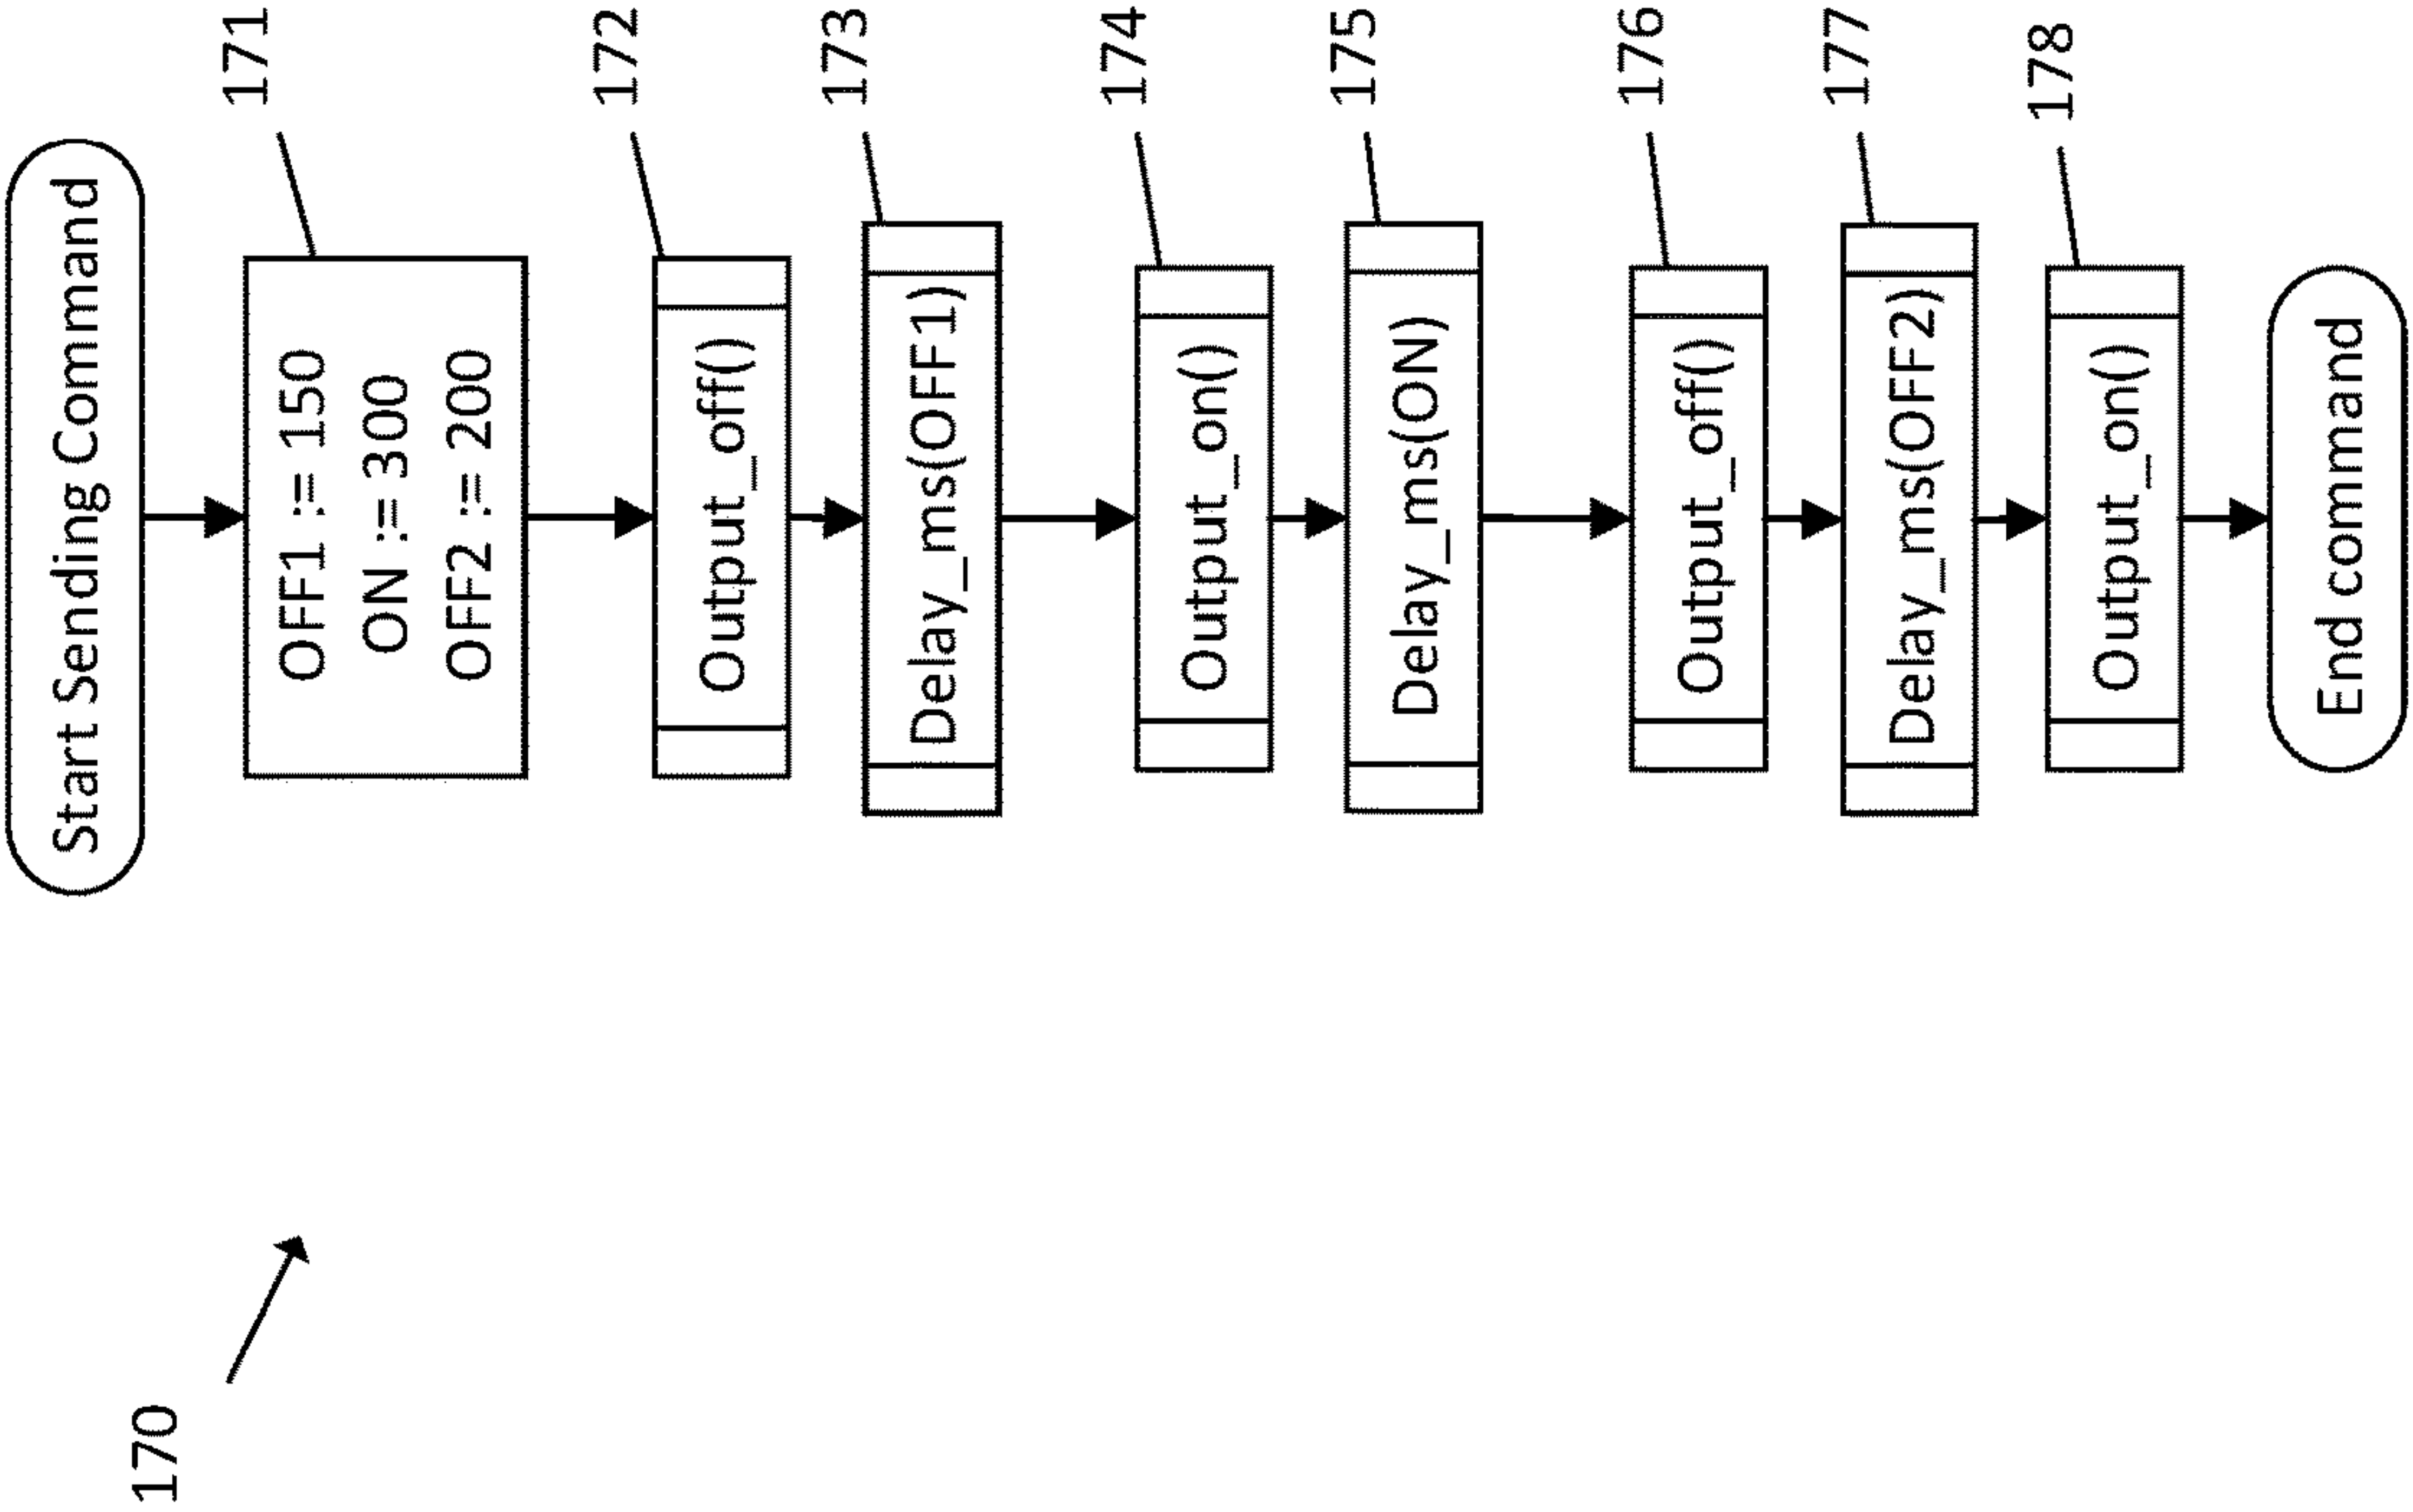 170
Start Sending Command
171
OFF1 := 150
ON := 300
OFF2 := 200
172
Output_off()
173
Delay_ms(OFF1)
174
Output_on()
175
Delay_ms(ON)
176
Output_off()
177
Delay_ms(OFF2)
178
Output_on()
End command